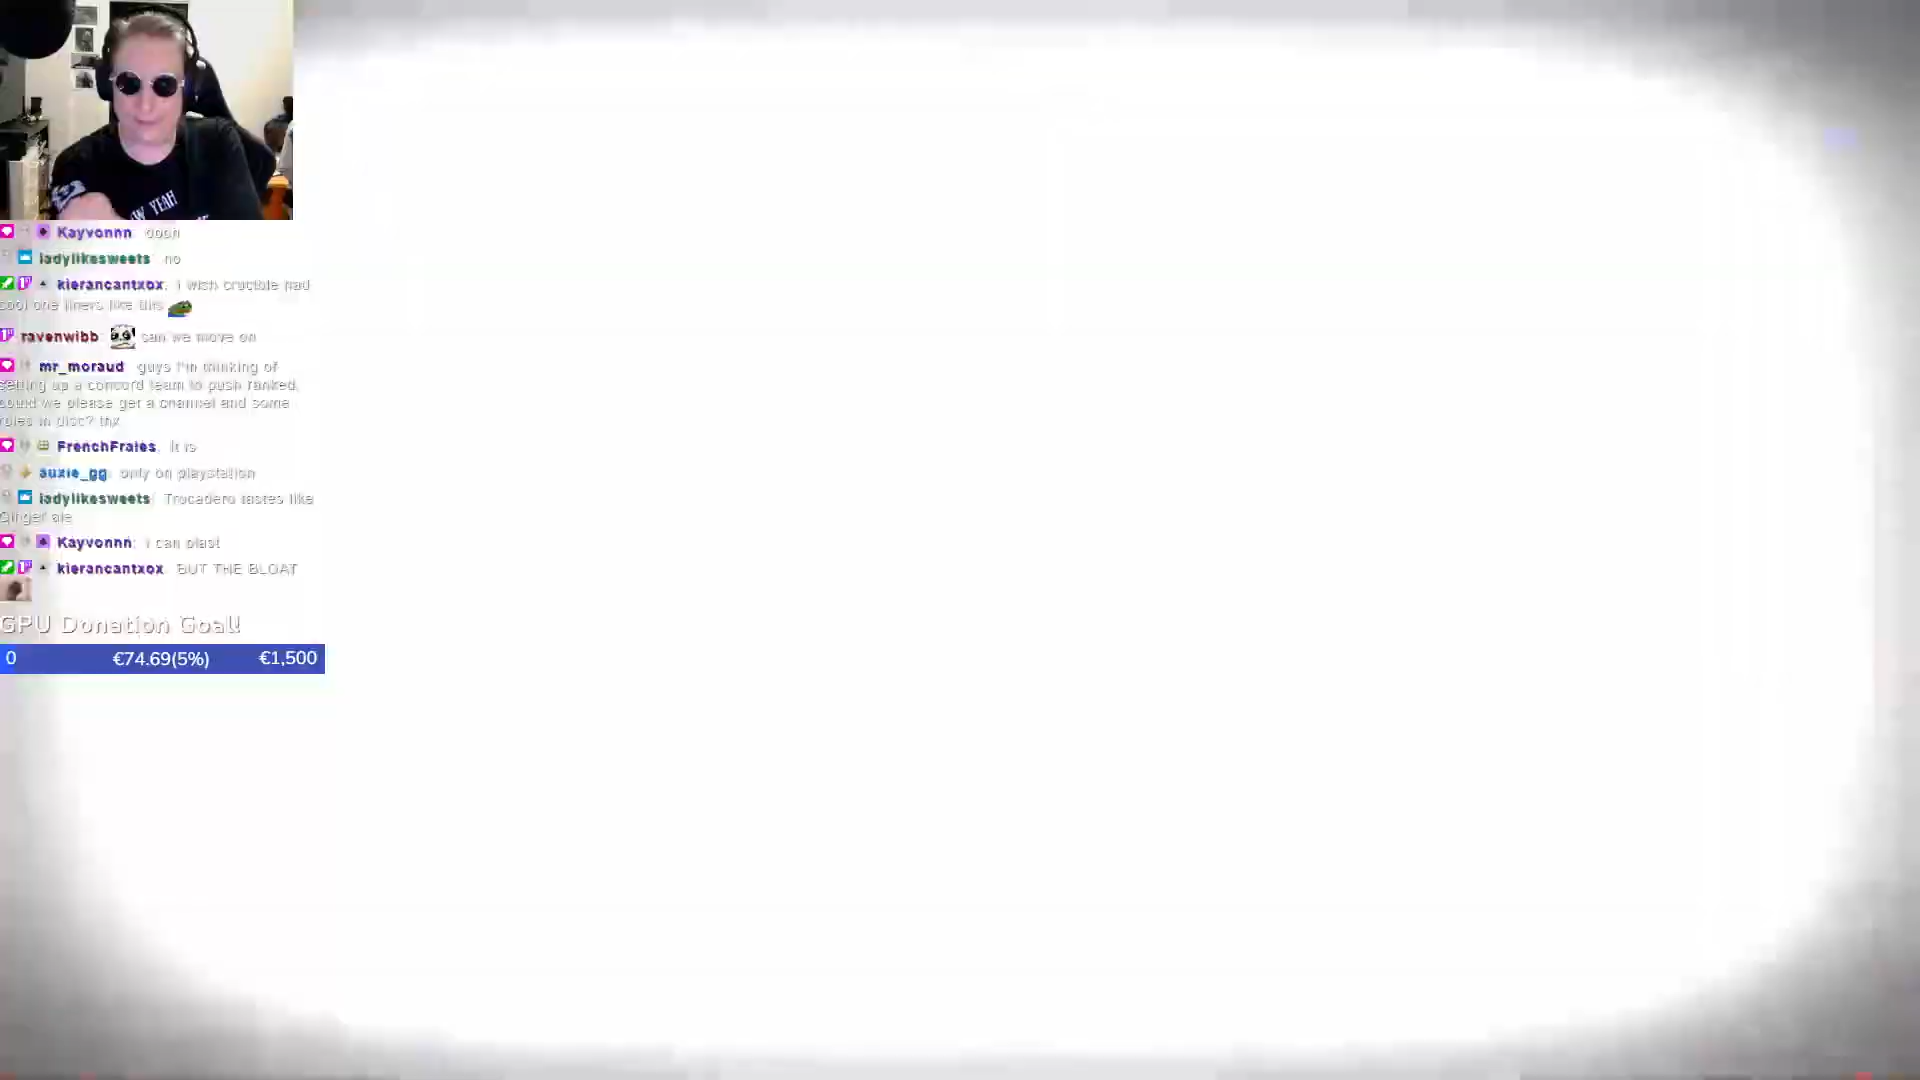 W YEAH
Kayvonnn oooh
ladylikesweets no
kierancantxox: i wish crucible had
cool one liners like this
ravenwibb can we move on
mr_moraud guys I'm thinking of
setting up a concord team to push ranked.
could we please get a channel and some
roles in disc? thx
FrenchFraies: It is
auxie_gg only on playstation
ladylikesweets Trocadero tastes like
Ginger ale
Kayvonnn: i can
kierancantxox BUT THE BLOAT
GPU Donation Goal!
0 €74.69(5%) €1,500